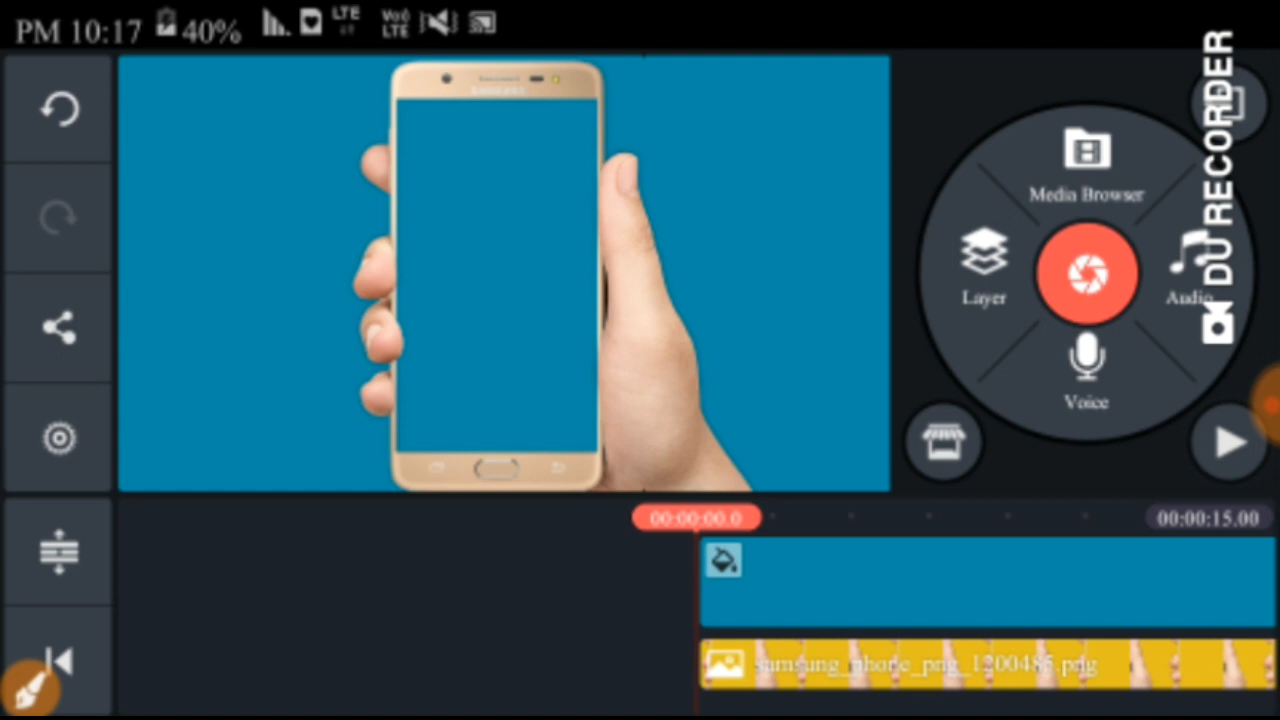 PM 10:17 40% LTE Vo) LTE
SAMSUNG
Media Browser
Layer
Audio
Voice
DU RECORDER
00:00:00.0
00:00:15.00
samsung_phone_png_1200485.png